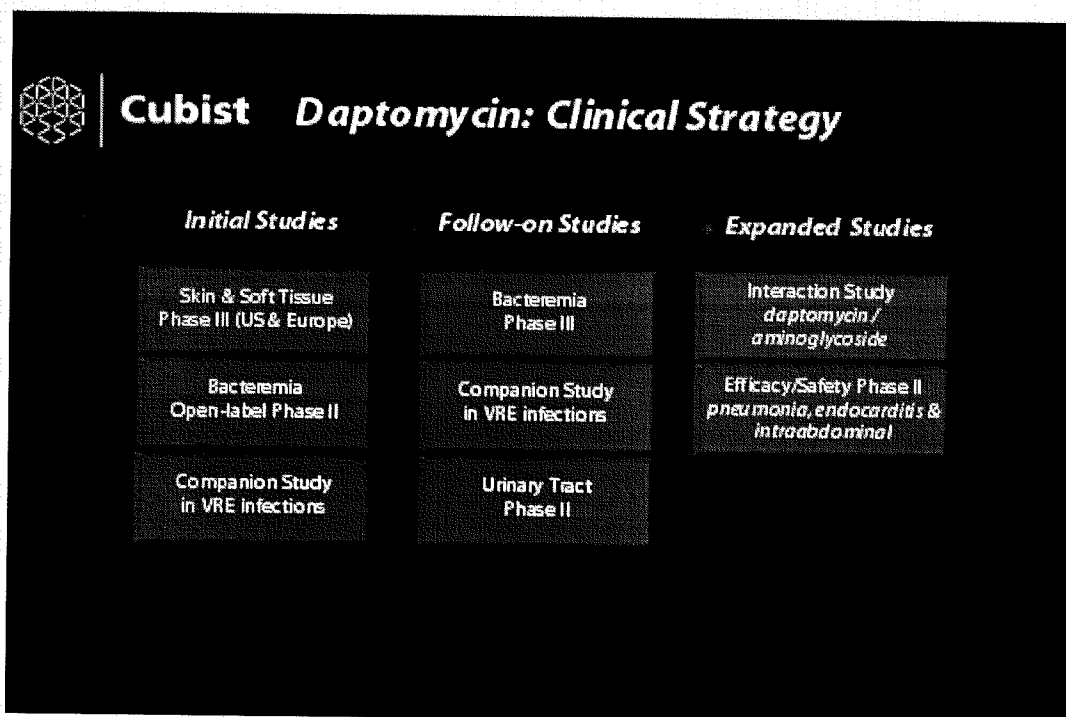 Cubist Daptomycin: Clinical Strategy
Initial Studies
Skin & Soft Tissue
Phase III (US & Europe)
Bacteremia
Open-label Phase II
Companion Study
in VRE infections
Follow-on Studies
Bacteremia
Phase III
Companion Study
in VRE infections
Urinary Tract
Phase II
Expanded Studies
Interaction Study
daptomycin/
aminoglycoside
Efficacy/Safety Phase II
pneumonia, endocarditis &
intraabdominal